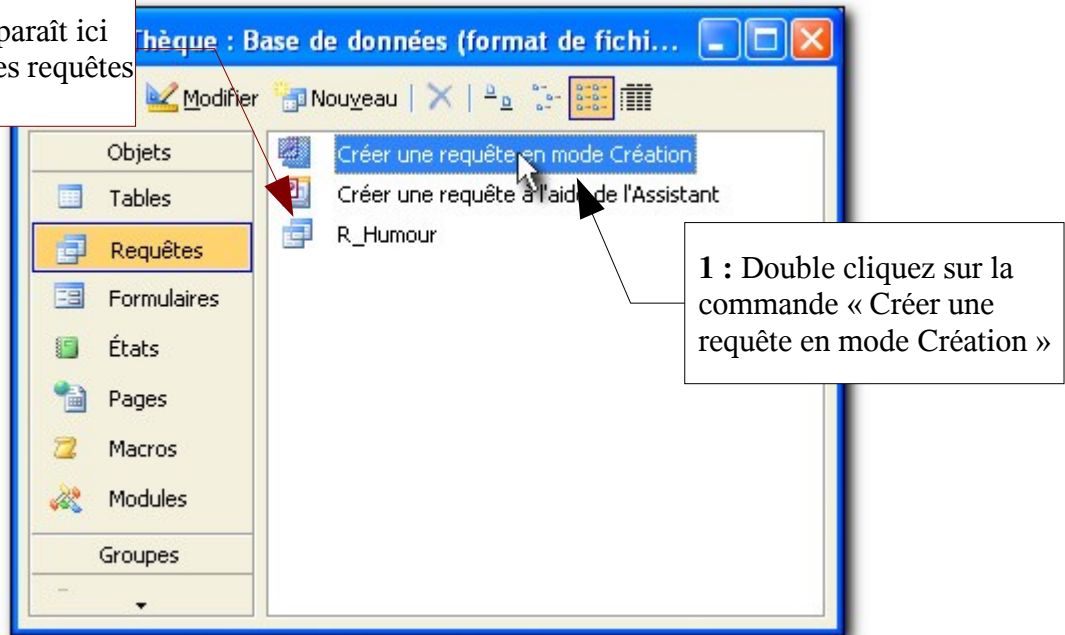 paraît ici
es requêtes
hèque : Base de données (format de fichi...
Modifier Nouveau
Objets
Tables
Requêtes
Formulaires
États
Pages
Macros
Modules
Groupes
Créer une requête en mode Création
Créer une requête à l'aide de l'Assistant
R_Humour
1 : Double cliquez sur la
commande « Créer une
requête en mode Création »